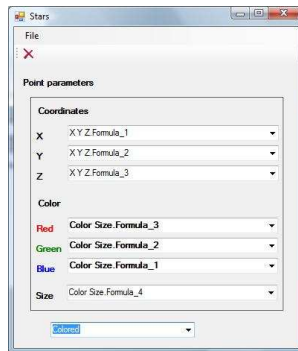 Stars
File
Point parameters
Coordinates
X X Y Z.Formula_1
Y X Y Z.Formula_2
Z X Y Z.Formula_3
Color
Red Color Size.Formula_3
Green Color Size.Formula_2
Blue Color Size.Formula_1
Size Color Size.Formula_4
Colored